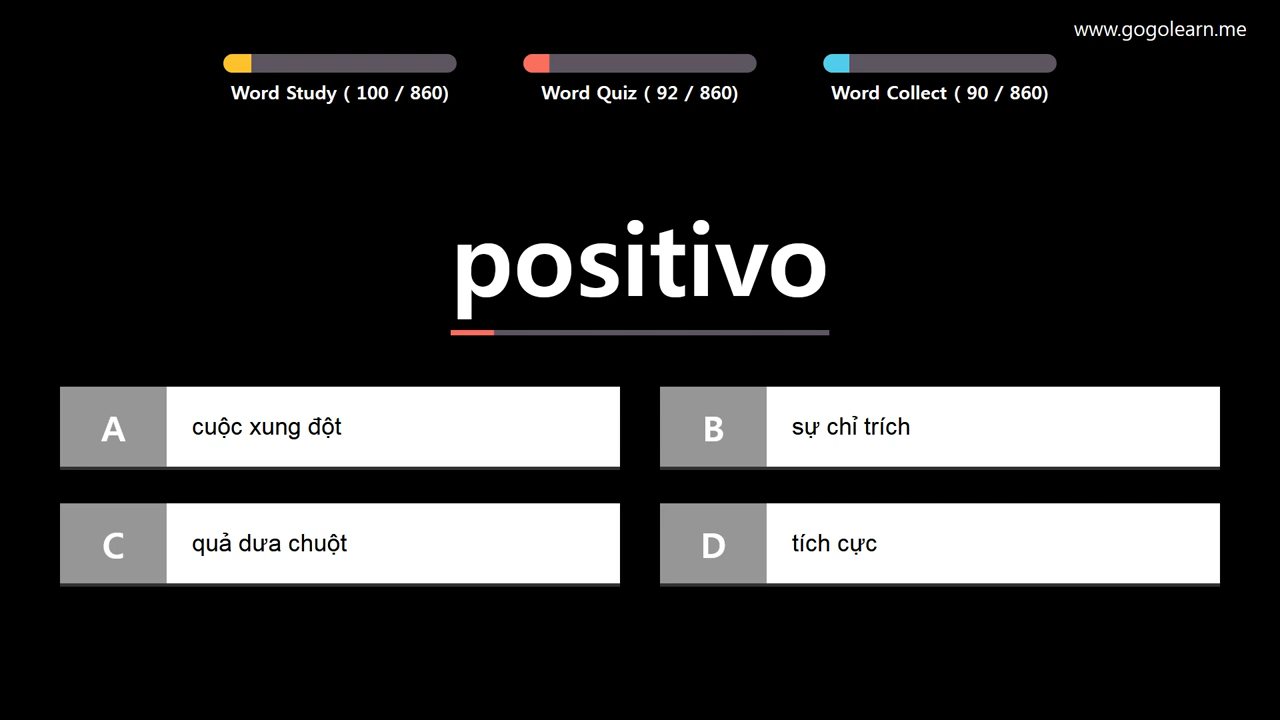 www.gogolearn.me
Word Study ( 100 / 860)
Word Quiz ( 92 / 860)
Word Collect ( 90 / 860)
positivo
A
cuộc xung đột
B
sự chỉ trích
C
quả dưa chuột
D
tích cực